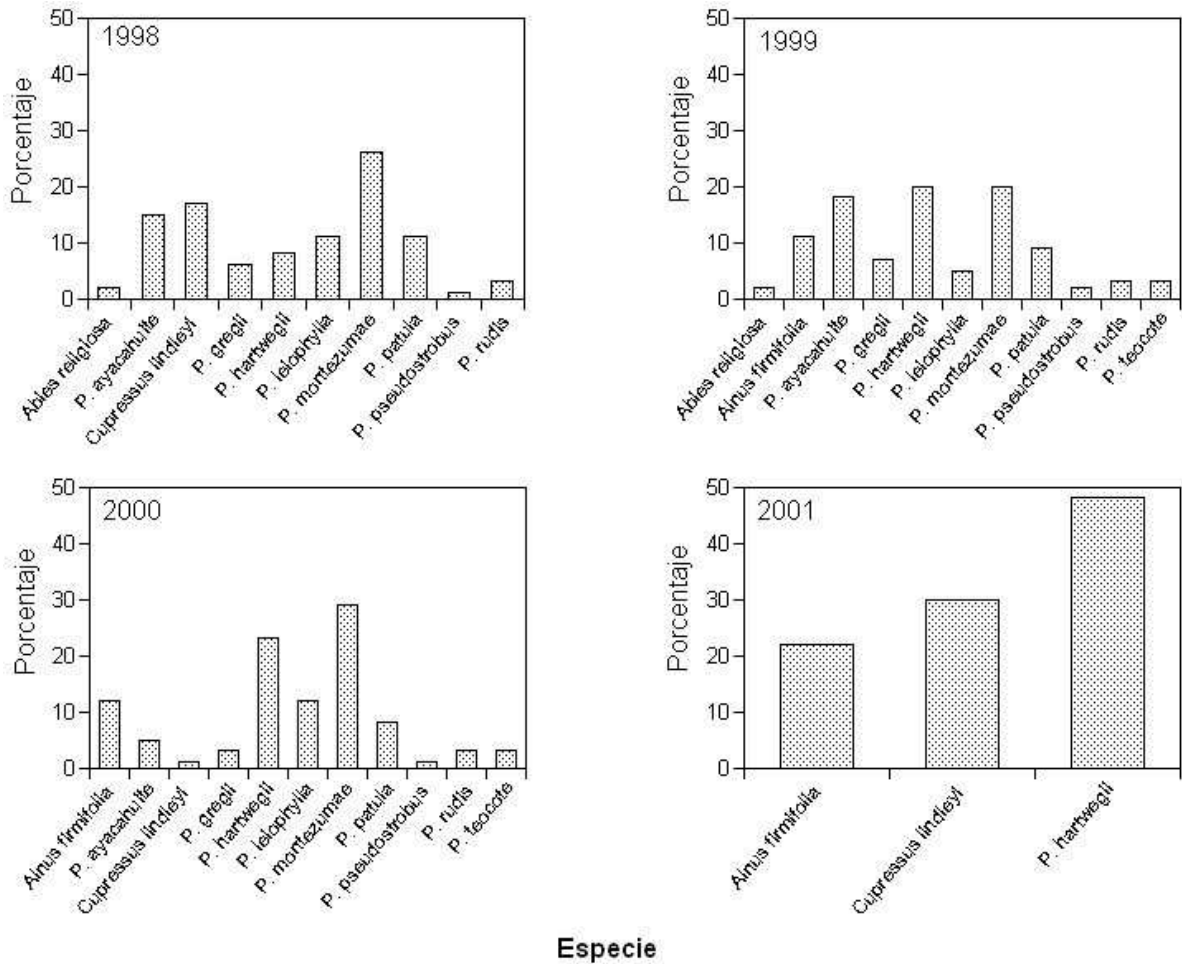 1998
Porcentaje
50
40
30
20
10
0
Abies religiosa
P. ayacahuite
Cupressus lindleyi
P. gregii
P. hartwegii
P. leiophylla
P. montezumae
P. patula
P. pseudostrobus
P. rudis
1999
Porcentaje
50
40
30
20
10
0
Abies religiosa
Alnus firmifolia
P. ayacahuite
P. gregii
P. hartwegii
P. leiophylla
P. montezumae
P. patula
P. pseudostrobus
P. rudis
P. teocote
2000
Porcentaje
50
40
30
20
10
0
Alnus firmifolia
P. ayacahuite
Cupressus lindleyi
P. gregii
P. hartwegii
P. leiophylla
P. montezumae
P. patula
P. pseudostrobus
P. rudis
P. teocote
2001
Porcentaje
50
40
30
20
10
0
Alnus firmifolia
Cupressus lindleyi
P. hartwegii
Especie